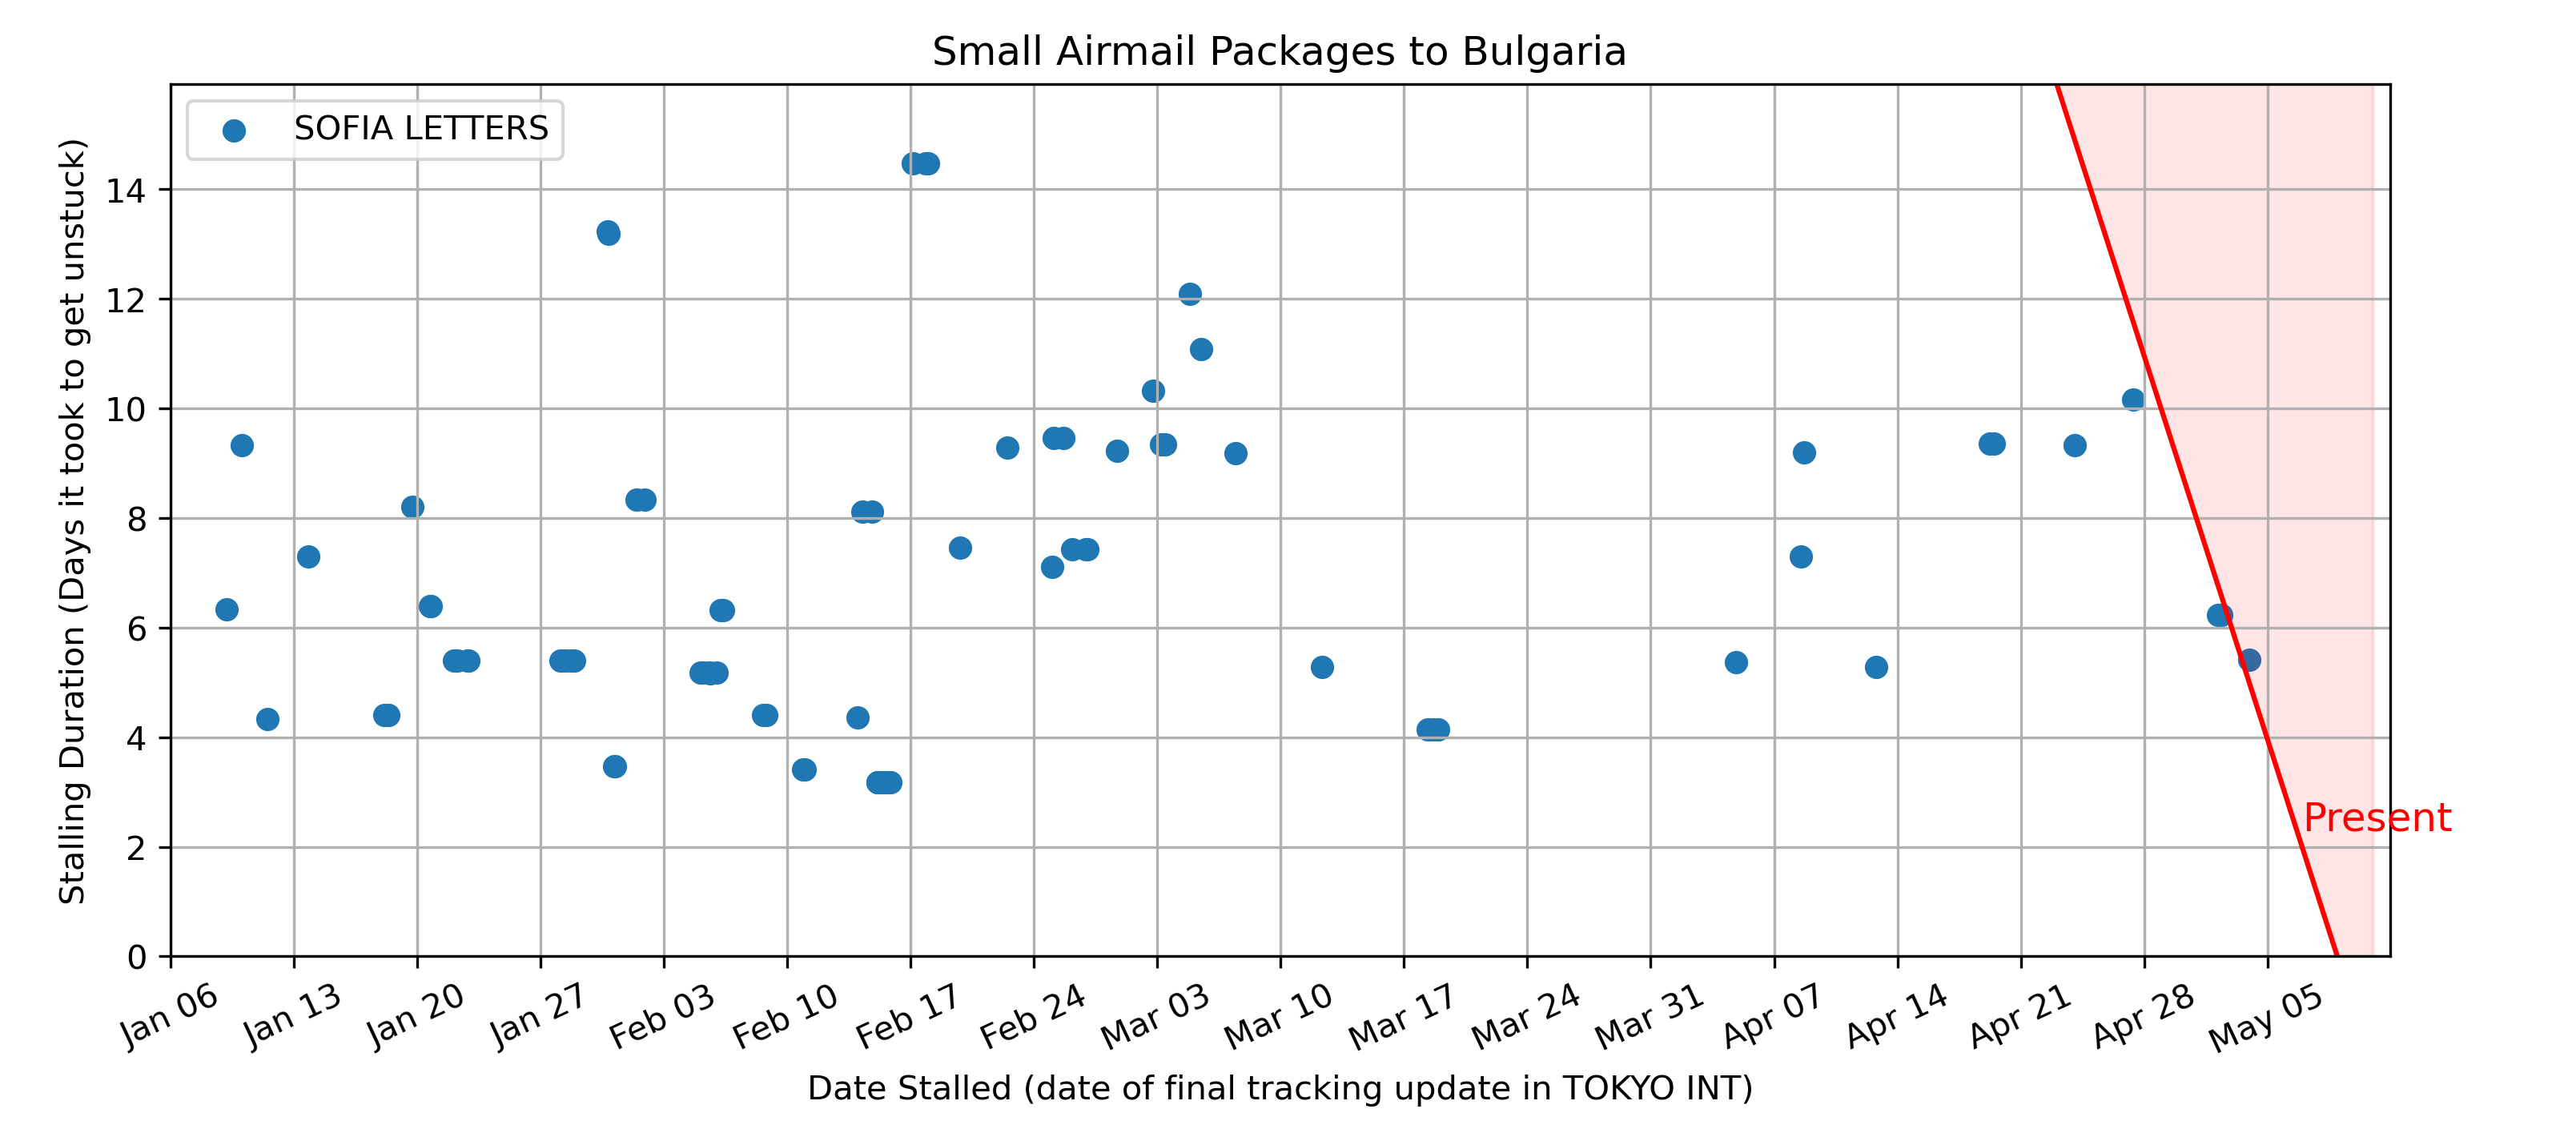 Small Airmail Packages to Bulgaria
SOFIA LETTERS
Stalling Duration (Days it took to get unstuck)
14
12
10
8
6
4
2
0
Present
Jan 06
Jan 13
Jan 20
Jan 27
Feb 03
Feb 10
Feb 17
Feb 24
Mar 03
Mar 10
Mar 17
Mar 24
Mar 31
Apr 07
Apr 14
Apr 21
Apr 28
May 05
Date Stalled (date of final tracking update in TOKYO INT)